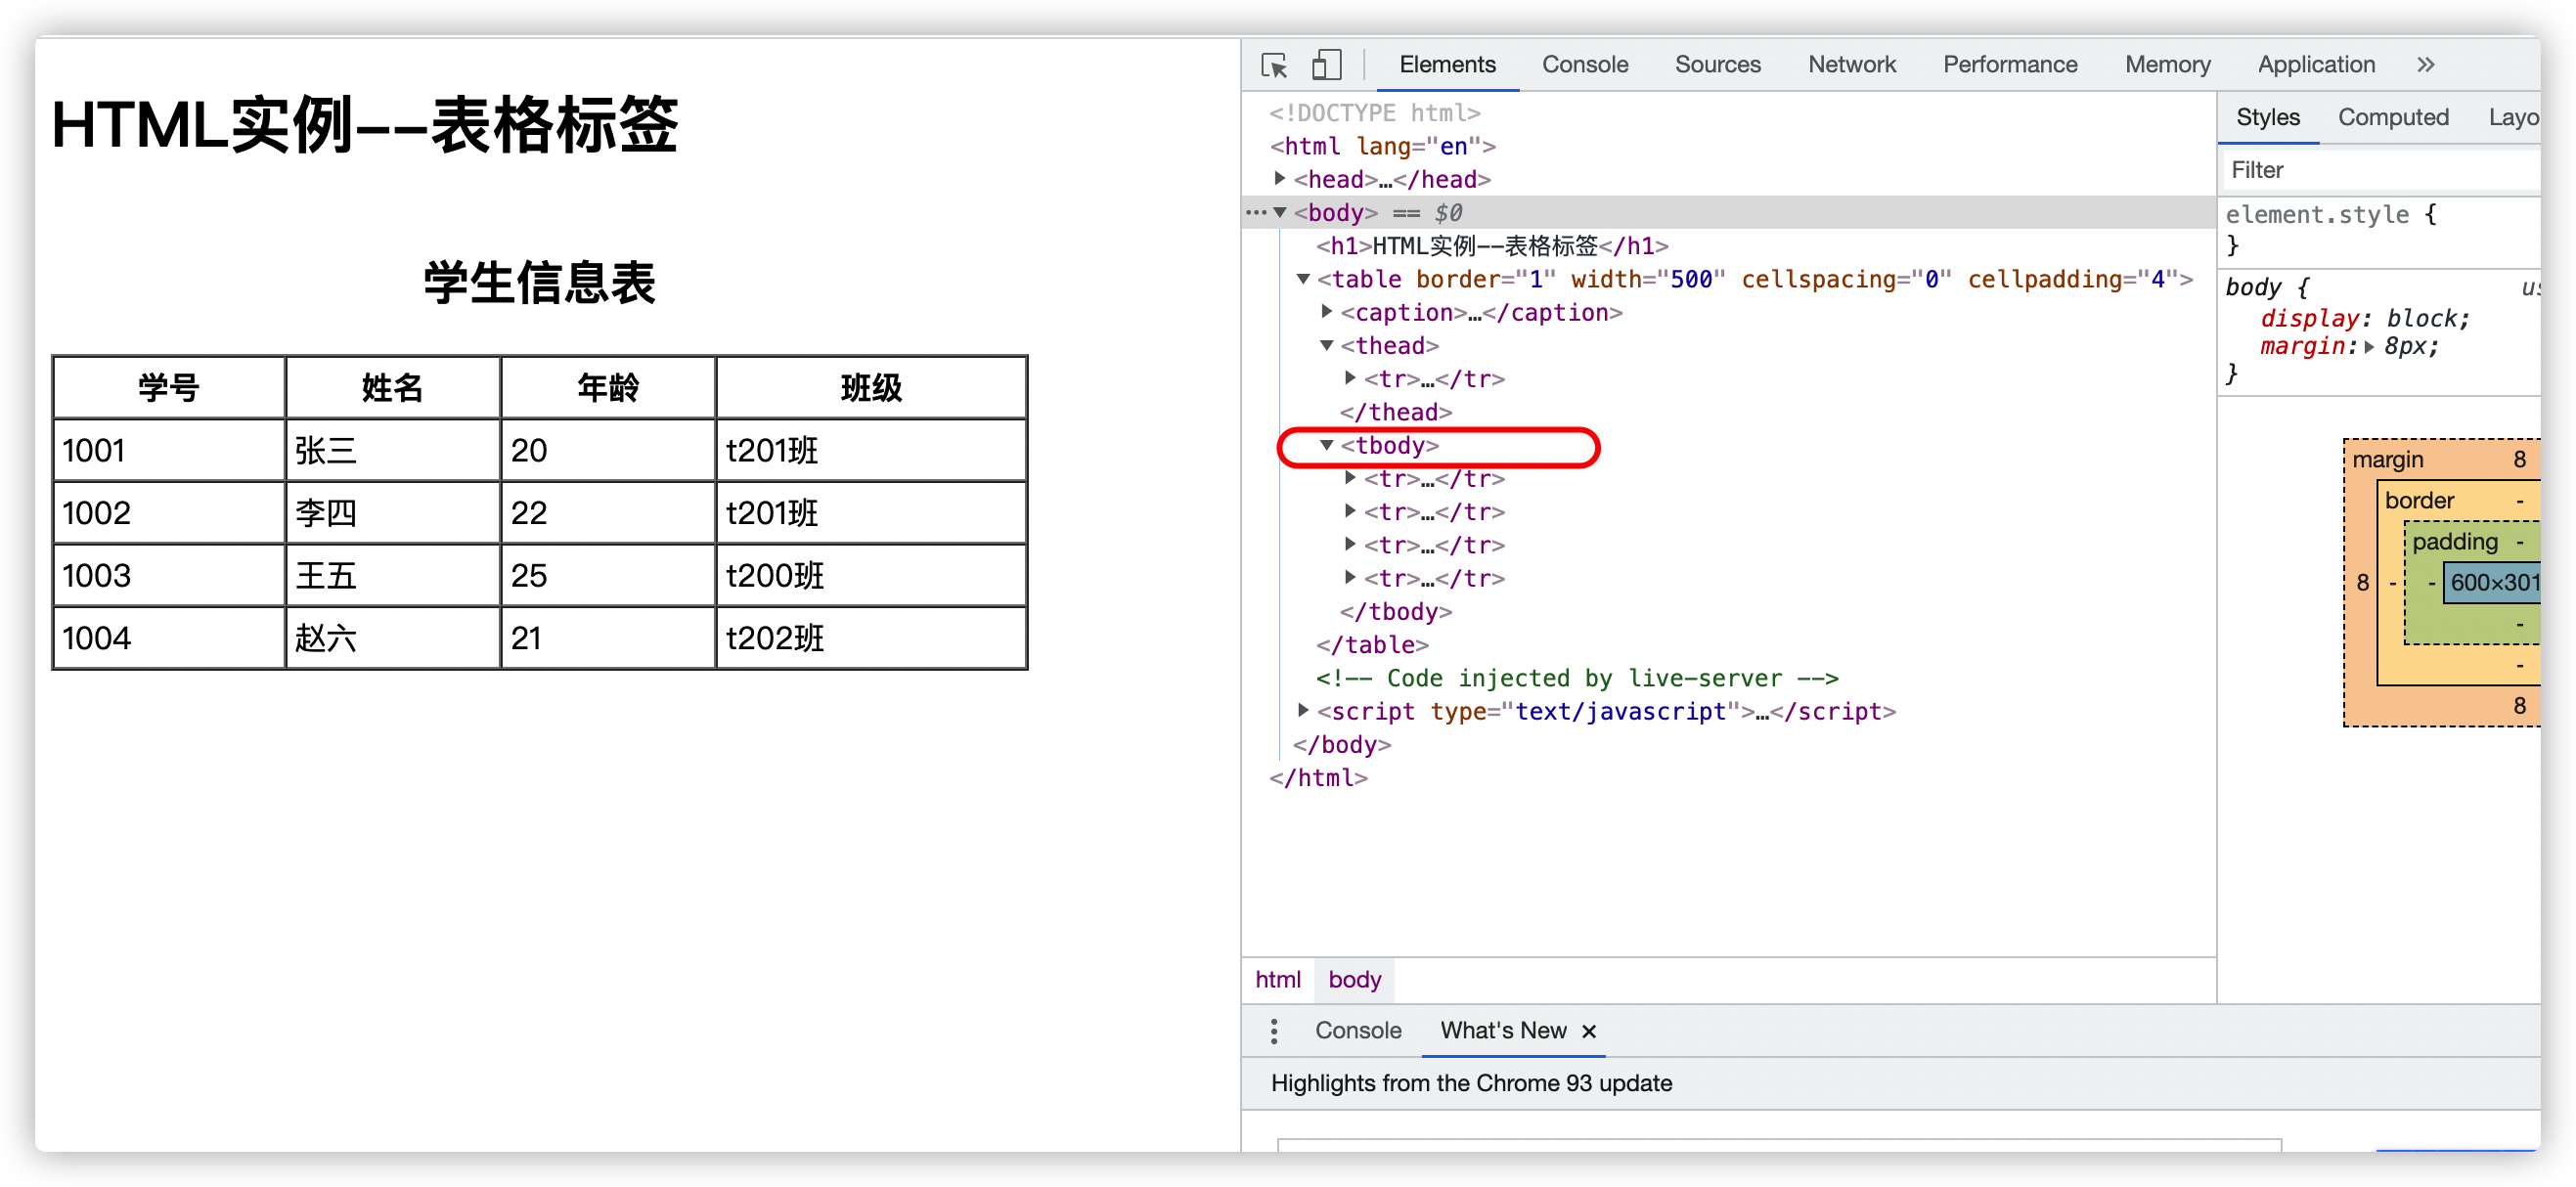 HTML实例--表格标签
学生信息表
学号 姓名 年龄 班级
1001 张三 20 t201班
1002 李四 22 t201班
1003 王五 25 t200班
1004 赵六 21 t202班
Elements Console Sources Network Performance Memory Application »
<!DOCTYPE html>
<html lang="en">
<head>…</head>
<body> == $0
<h1>HTML实例--表格标签</h1>
<table border="1" width="500" cellspacing="0" cellpadding="4">
<caption>…</caption>
<thead>
<tr>…</tr>
</thead>
<tbody>
<tr>…</tr>
<tr>…</tr>
<tr>…</tr>
<tr>…</tr>
</tbody>
</table>
<!-- Code injected by live-server -->
<script type="text/javascript">…</script>
</body>
</html>
html body
Styles Computed Layo
Filter
element.style {
}
body { us
display: block;
margin: 8px;
}
margin 8
border -
padding -
8 - - 600×301
-
-
8
Console What's New ×
Highlights from the Chrome 93 update